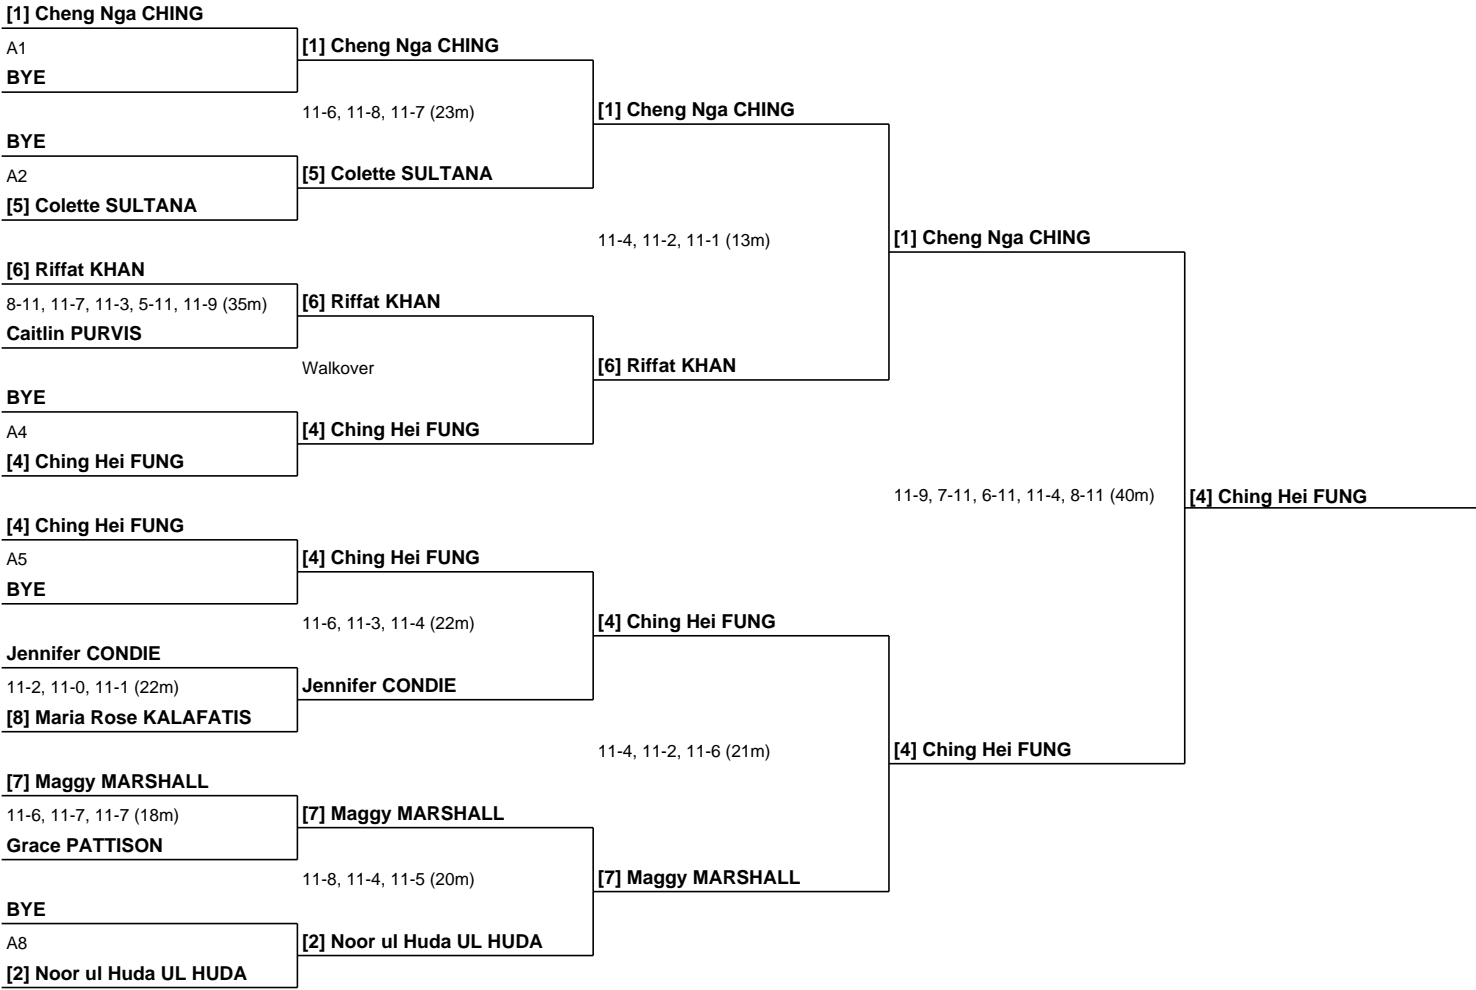 [1] Cheng Nga CHING
A1
BYE
BYE
A2
[5] Colette SULTANA
[6] Riffat KHAN
8-11, 11-7, 11-3, 5-11, 11-9 (35m)
Caitlin PURVIS
BYE
A4
[4] Ching Hei FUNG
[4] Ching Hei FUNG
A5
BYE
Jennifer CONDIE
11-2, 11-0, 11-1 (22m)
[8] Maria Rose KALAFATIS
[7] Maggy MARSHALL
11-6, 11-7, 11-7 (18m)
Grace PATTISON
BYE
A8
[2] Noor ul Huda UL HUDA
[1] Cheng Nga CHING
11-6, 11-8, 11-7 (23m)
[5] Colette SULTANA
[6] Riffat KHAN
Walkover
[4] Ching Hei FUNG
[4] Ching Hei FUNG
11-6, 11-3, 11-4 (22m)
Jennifer CONDIE
[7] Maggy MARSHALL
11-8, 11-4, 11-5 (20m)
[2] Noor ul Huda UL HUDA
[1] Cheng Nga CHING
11-4, 11-2, 11-1 (13m)
[6] Riffat KHAN
[4] Ching Hei FUNG
11-4, 11-2, 11-6 (21m)
[7] Maggy MARSHALL
[1] Cheng Nga CHING
11-9, 7-11, 6-11, 11-4, 8-11 (40m)
[4] Ching Hei FUNG
[4] Ching Hei FUNG